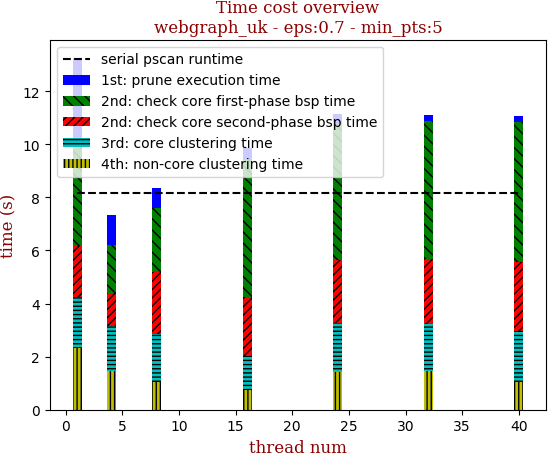 Time cost overview
webgraph_uk - eps:0.7 - min_pts:5
serial pscan runtime
1st: prune execution time
2nd: check core first-phase bsp time
2nd: check core second-phase bsp time
3rd: core clustering time
4th: non-core clustering time
time (s)
12
10
8
6
4
2
0
0 5 10 15 20 25 30 35 40
thread num